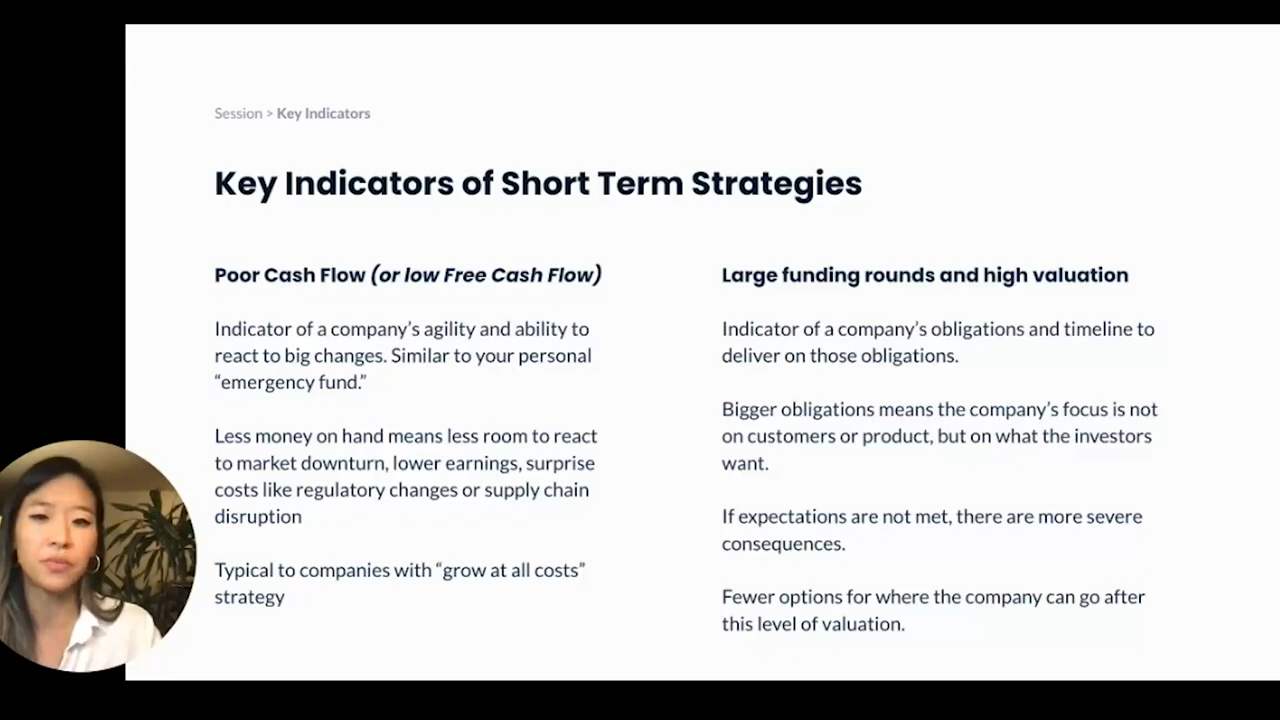 Session > Key Indicators
Key Indicators of Short Term Strategies
Poor Cash Flow (or low Free Cash Flow)
Indicator of a company’s agility and ability to
react to big changes. Similar to your personal
“emergency fund.”
Less money on hand means less room to react
to market downturn, lower earnings, surprise
costs like regulatory changes or supply chain
disruption
Typical to companies with “grow at all costs”
strategy
Large funding rounds and high valuation
Indicator of a company’s obligations and timeline to
deliver on those obligations.
Bigger obligations means the company’s focus is not
on customers or product, but on what the investors
want.
If expectations are not met, there are more severe
consequences.
Fewer options for where the company can go after
this level of valuation.